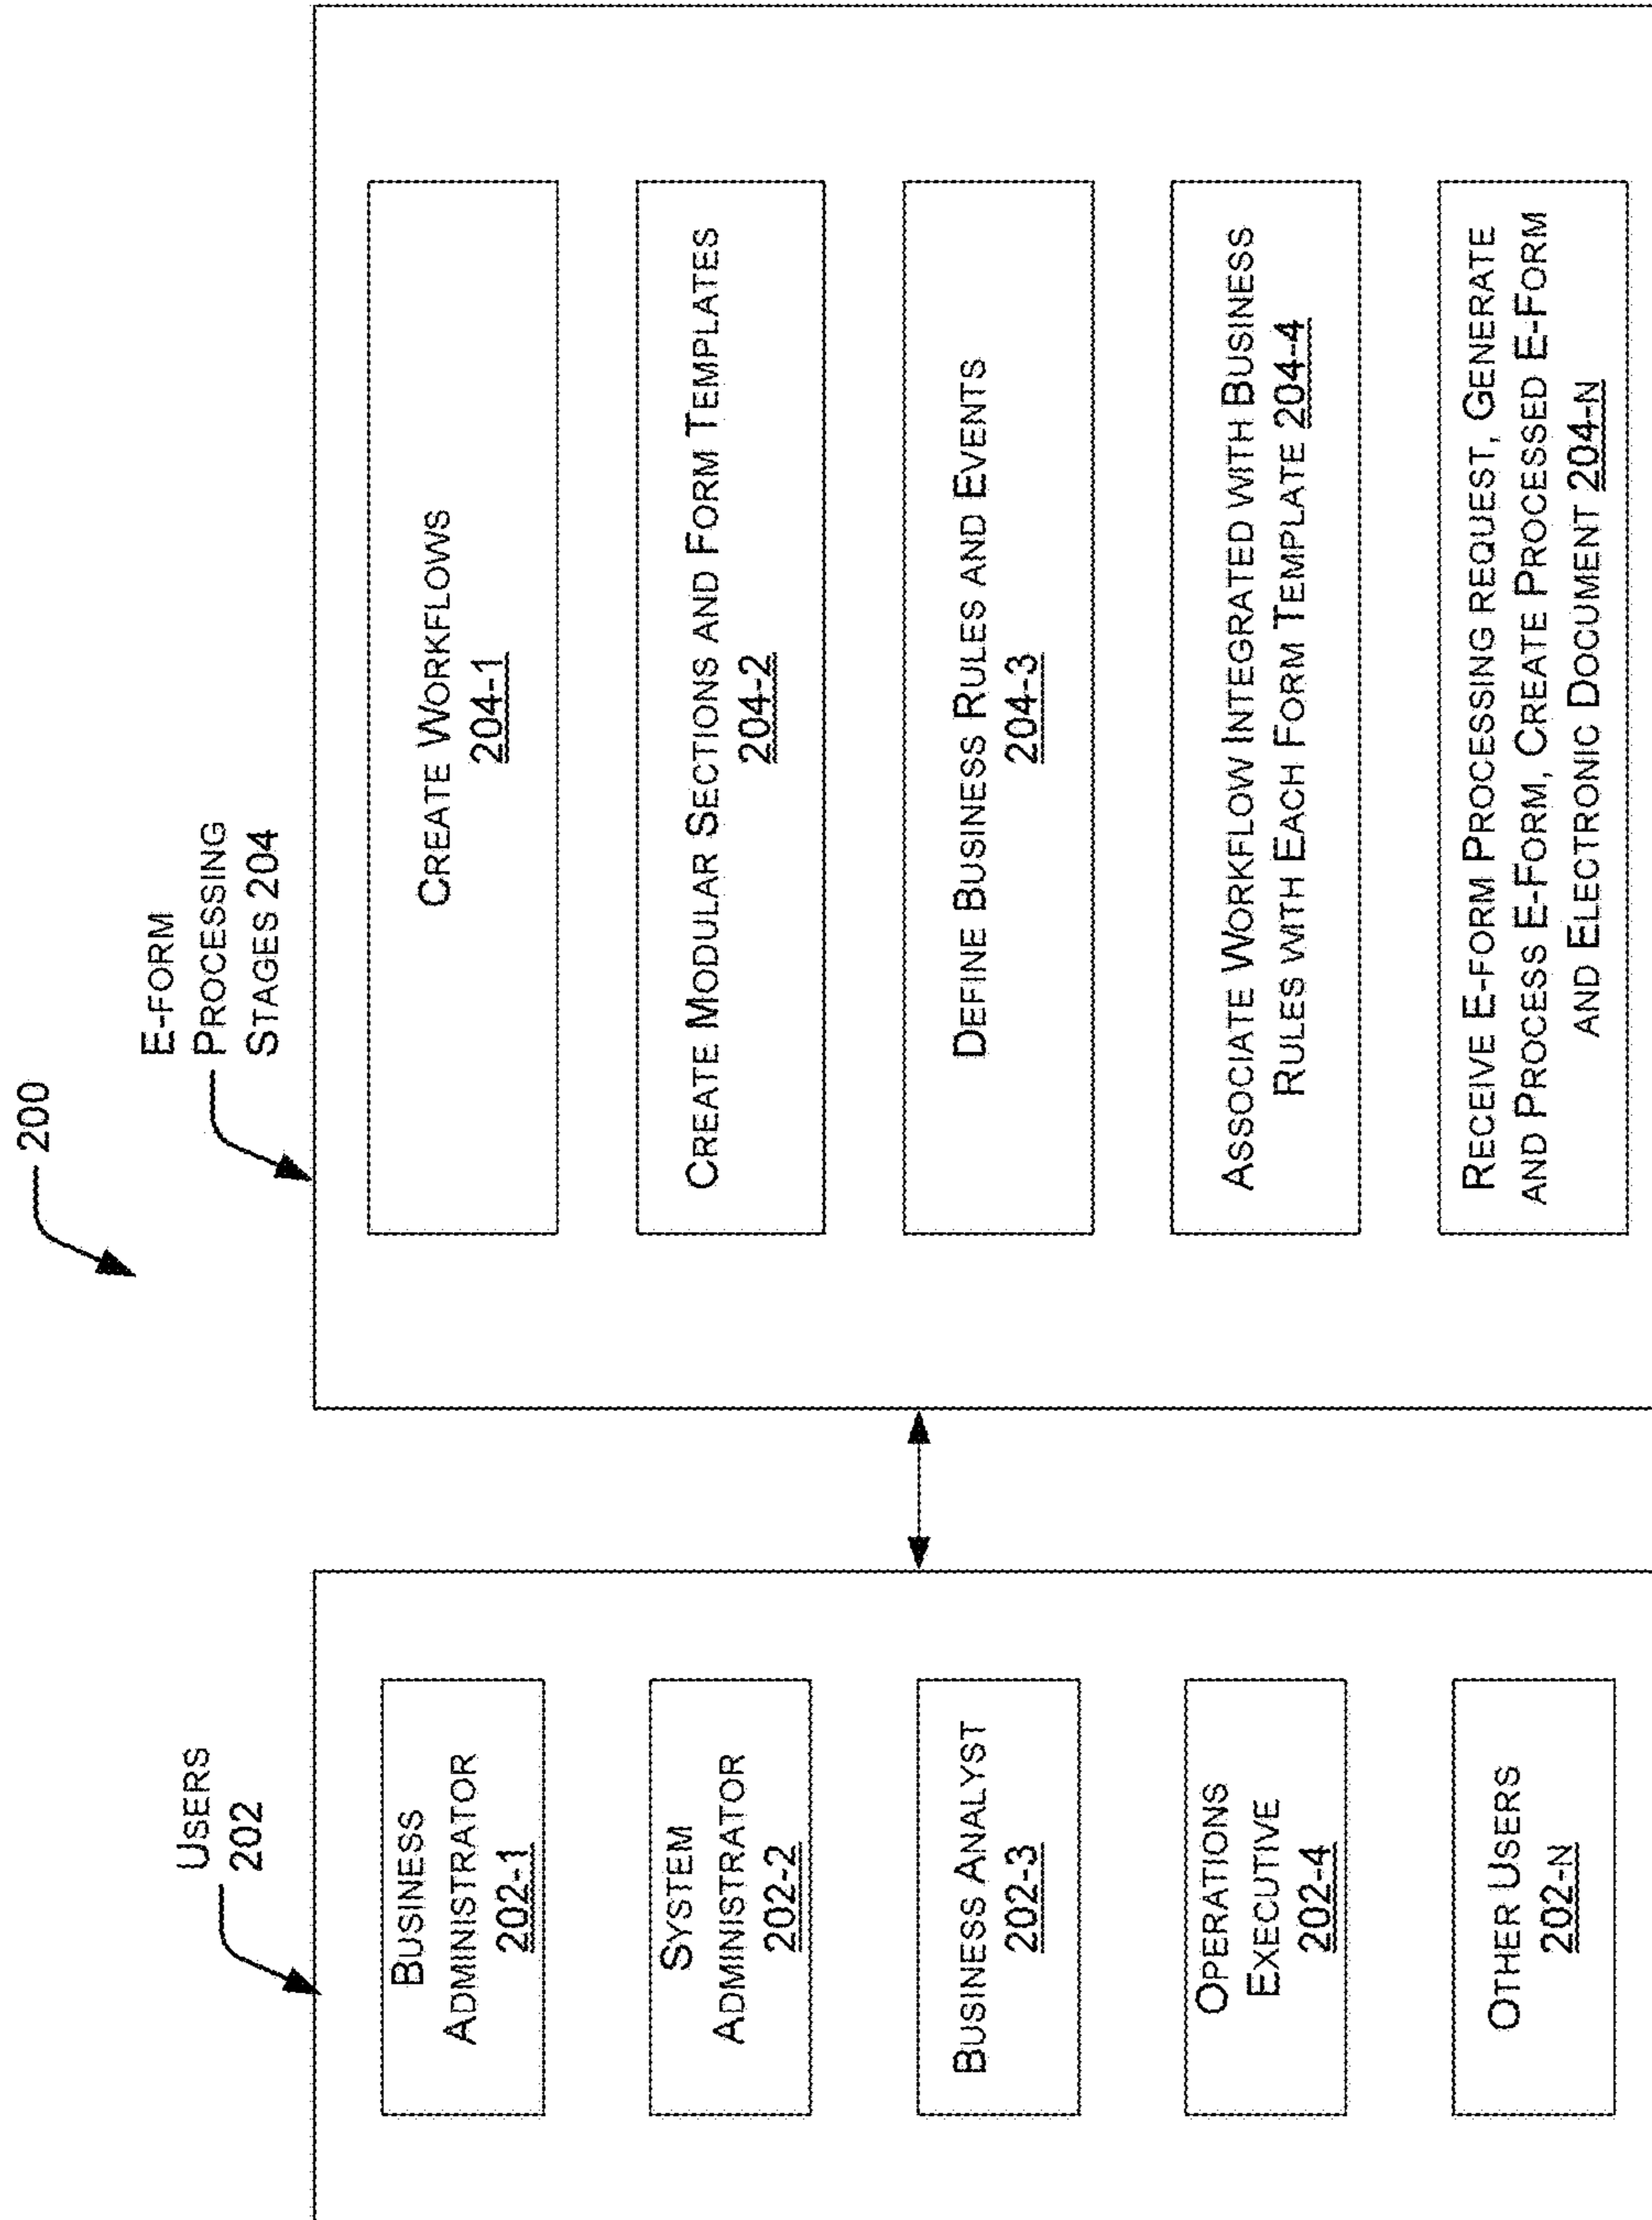 200
USERS
202
BUSINESS
ADMINISTRATOR
202-1
SYSTEM
ADMINISTRATOR
202-2
BUSINESS ANALYST
202-3
OPERATIONS
EXECUTIVE
202-4
OTHER USERS
202-N
E-FORM
PROCESSING
STAGES 204
CREATE WORKFLOWS
204-1
CREATE MODULAR SECTIONS AND FORM TEMPLATES
204-2
DEFINE BUSINESS RULES AND EVENTS
204-3
ASSOCIATE WORKFLOW INTEGRATED WITH BUSINESS
RULES WITH EACH FORM TEMPLATE 204-4
RECEIVE E-FORM PROCESSING REQUEST, GENERATE
AND PROCESS E-FORM, CREATE PROCESSED E-FORM
AND ELECTRONIC DOCUMENT 204-N